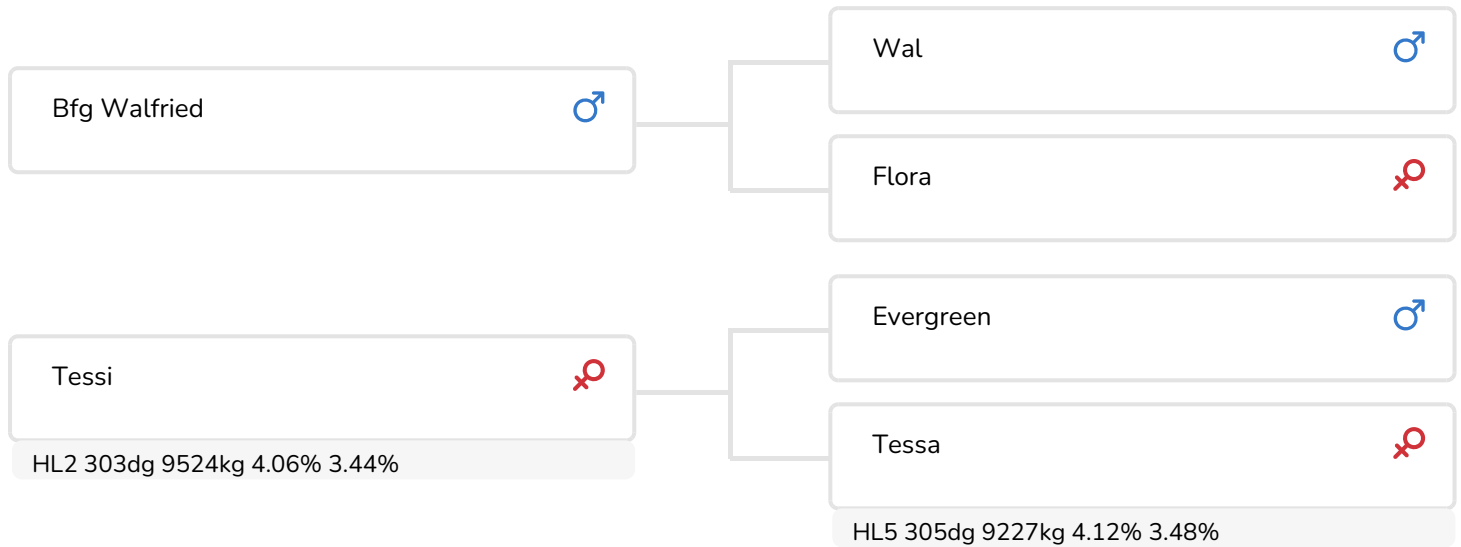 Wal
Bfg Walfried
Flora
Evergreen
Tessi
Tessa
HL2 303dg 9524kg 4.06% 3.44%
HL5 305dg 9227kg 4.12% 3.48%